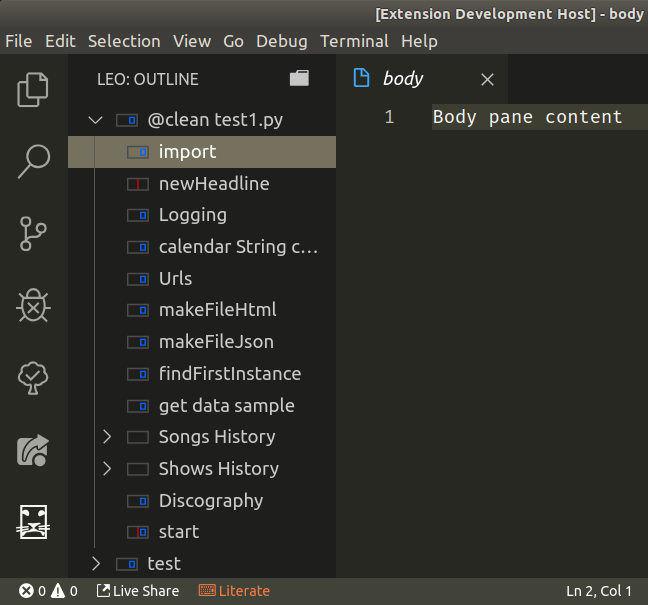 [Extension Development Host] - body
File Edit Selection View Go Debug Terminal Help
LEO: OUTLINE
body
@clean test1.py
1 Body pane content
import
newHeadline
Logging
calendar String c...
Urls
makeFileHtml
makeFileJson
findFirstInstance
get data sample
Songs History
Shows History
Discography
start
test
0 0 Live Share Literate Ln 2, Col 1